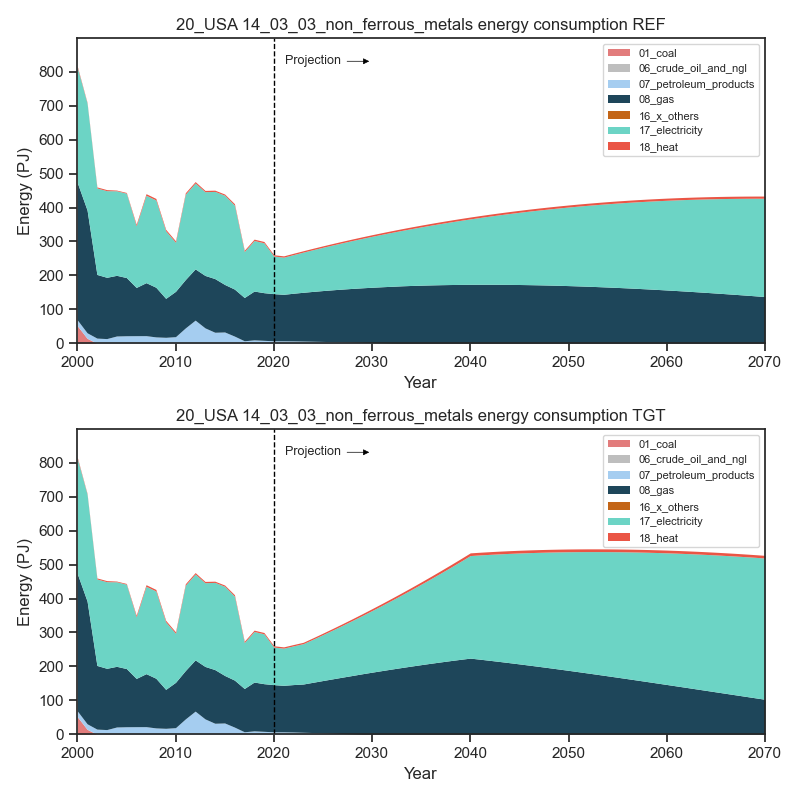 20_USA 14_03_03_non_ferrous_metals energy consumption REF
Energy (PJ)
800
700
600
500
400
300
200
100
0
Projection
01_coal
06_crude_oil_and_ngl
07_petroleum_products
08_gas
16_x_others
17_electricity
18_heat
2000 2010 2020 2030 2040 2050 2060 2070
Year
20_USA 14_03_03_non_ferrous_metals energy consumption TGT
Energy (PJ)
800
700
600
500
400
300
200
100
0
Projection
01_coal
06_crude_oil_and_ngl
07_petroleum_products
08_gas
16_x_others
17_electricity
18_heat
2000 2010 2020 2030 2040 2050 2060 2070
Year